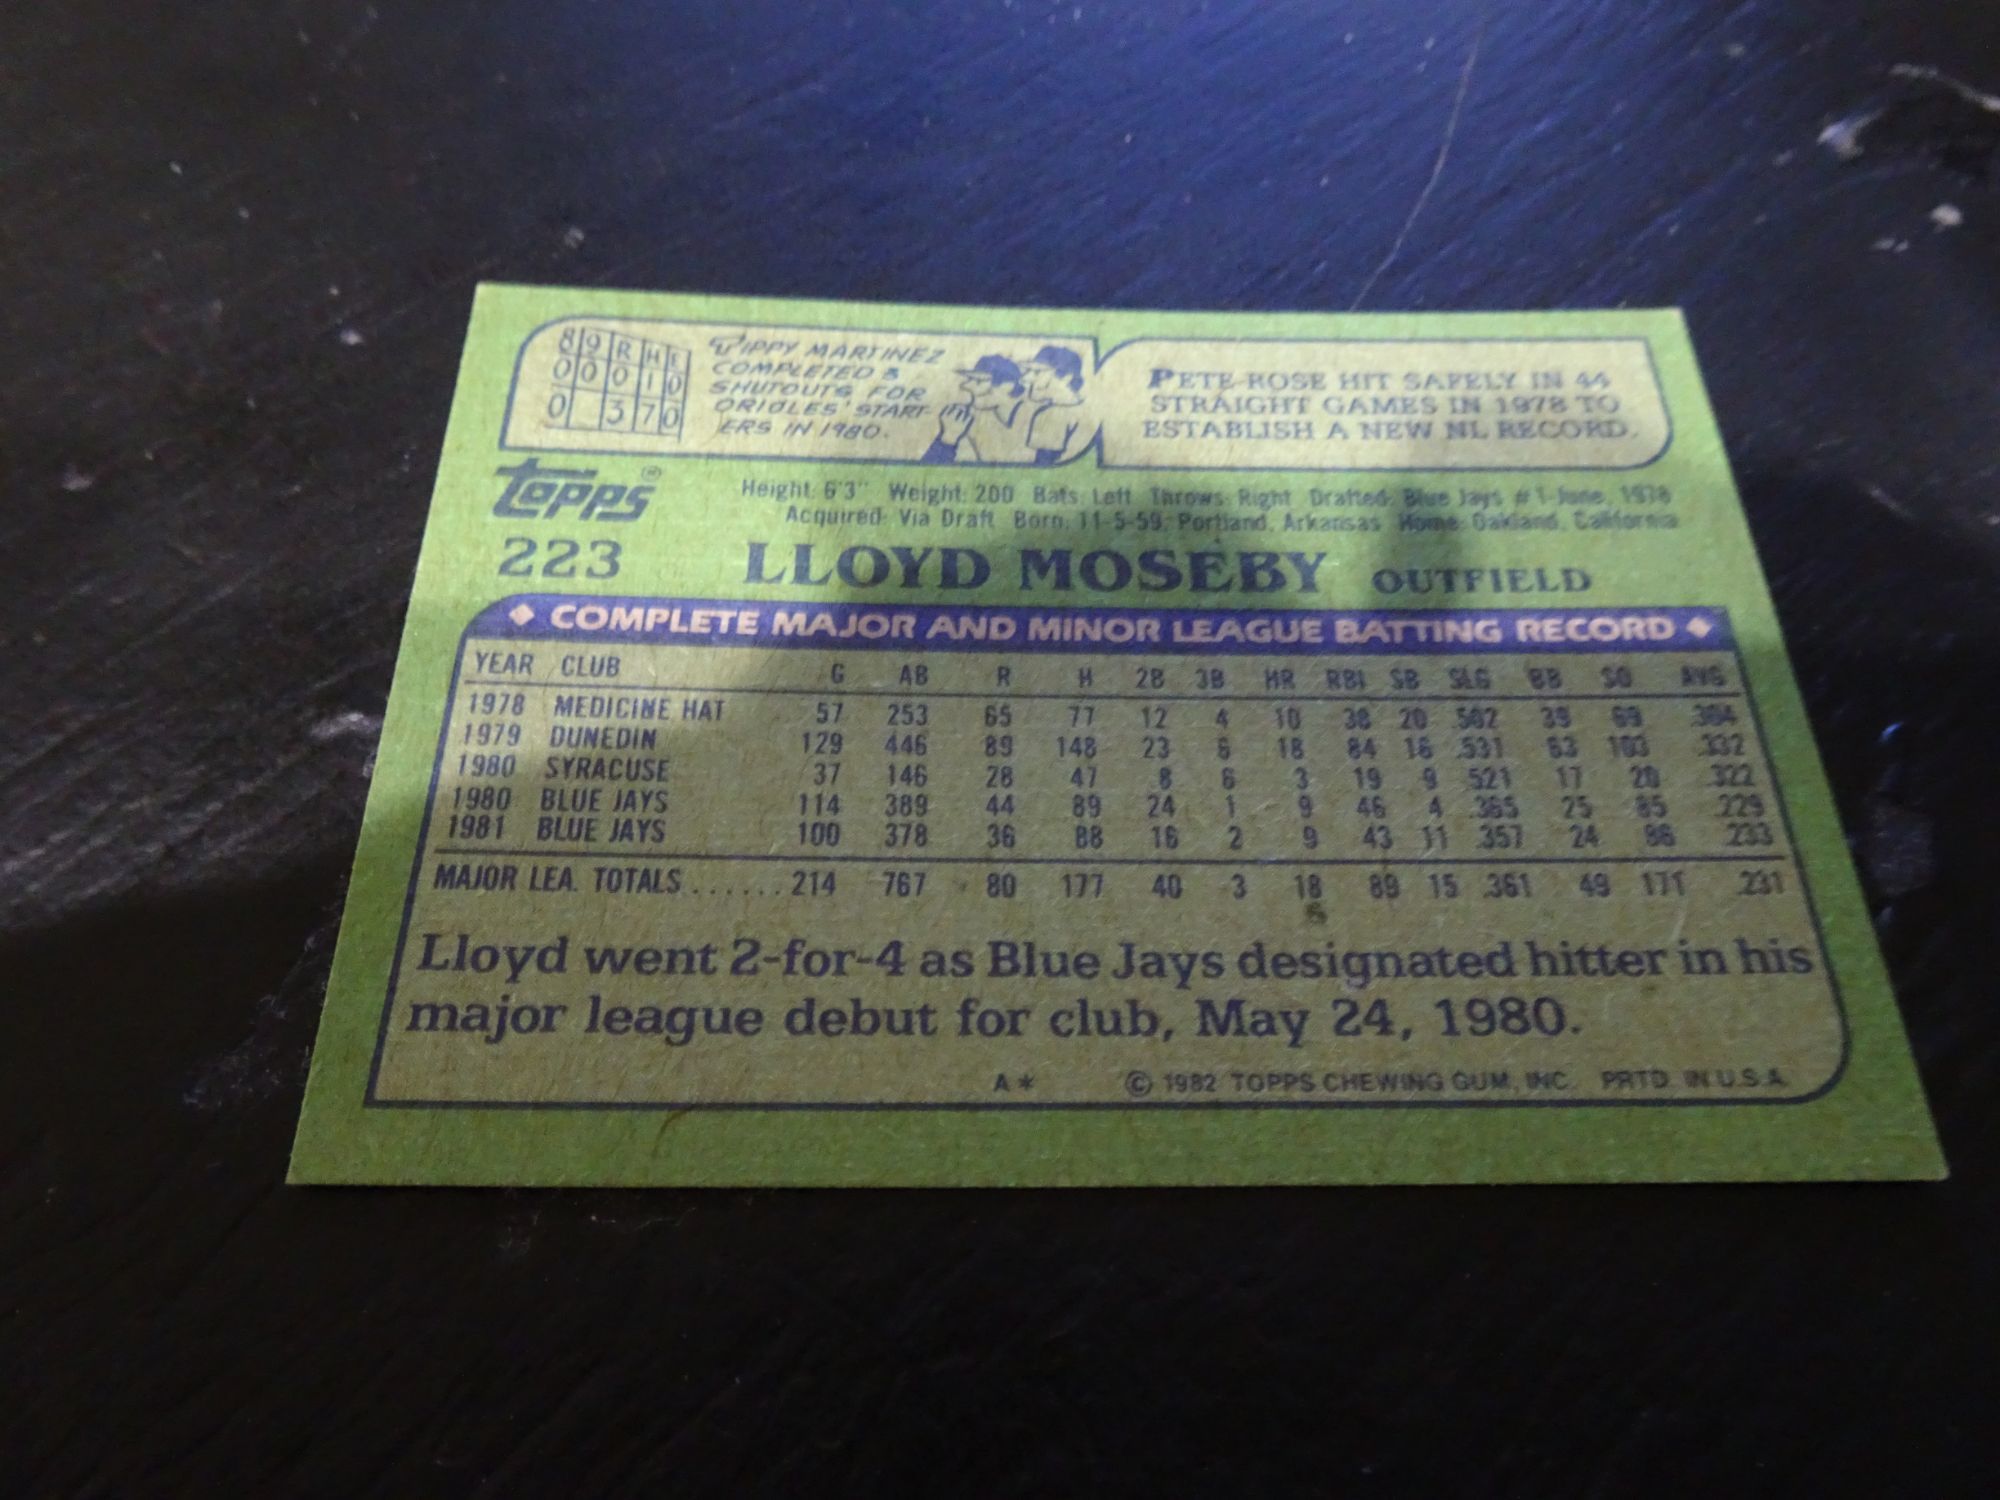 8 9 R H E
0 0 0 1 0
0 3 7 0
TIPPY MARTINEZ
COMPLETED 3
SHUTOUTS FOR
ORIOLES' START-
ERS IN 1980.
PETE ROSE HIT SAFELY IN 44
STRAIGHT GAMES IN 1978 TO
ESTABLISH A NEW NL RECORD.
Topps®
Height: 6'3" Weight: 200 Bats: Left Throws: Right Drafted: Blue Jays #1-June, 1978
Acquired: Via Draft Born: 11-5-59, Portland, Arkansas Home: Oakland, California
223 LLOYD MOSEBY OUTFIELD
COMPLETE MAJOR AND MINOR LEAGUE BATTING RECORD
YEAR CLUB G AB R H 2B 3B HR RBI SB SLG BB SO AVG
1978 MEDICINE HAT 57 253 65 77 12 4 10 38 20 .502 39 69 .304
1979 DUNEDIN 129 446 89 148 23 6 18 84 16 .531 63 103 .332
1980 SYRACUSE 37 146 28 47 8 6 3 19 9 .521 17 20 .322
1980 BLUE JAYS 114 389 44 89 24 1 9 46 4 .365 25 85 .229
1981 BLUE JAYS 100 378 36 88 16 2 9 43 11 .357 24 86 .233
MAJOR LEA. TOTALS ...... 214 767 80 177 40 3 18 89 15 .361 49 171 .231
Lloyd went 2-for-4 as Blue Jays designated hitter in his
major league debut for club, May 24, 1980.
A* © 1982 TOPPS CHEWING GUM, INC. PRTD. IN U.S.A.